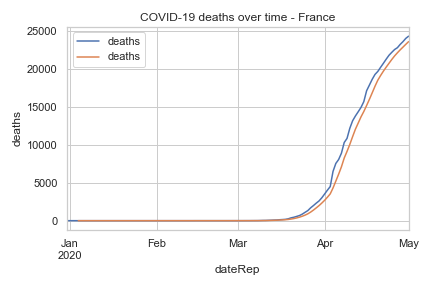 COVID-19 deaths over time - France
25000
20000
15000
10000
5000
0
deaths
deaths
deaths
Jan
2020
Feb
Mar
Apr
May
dateRep